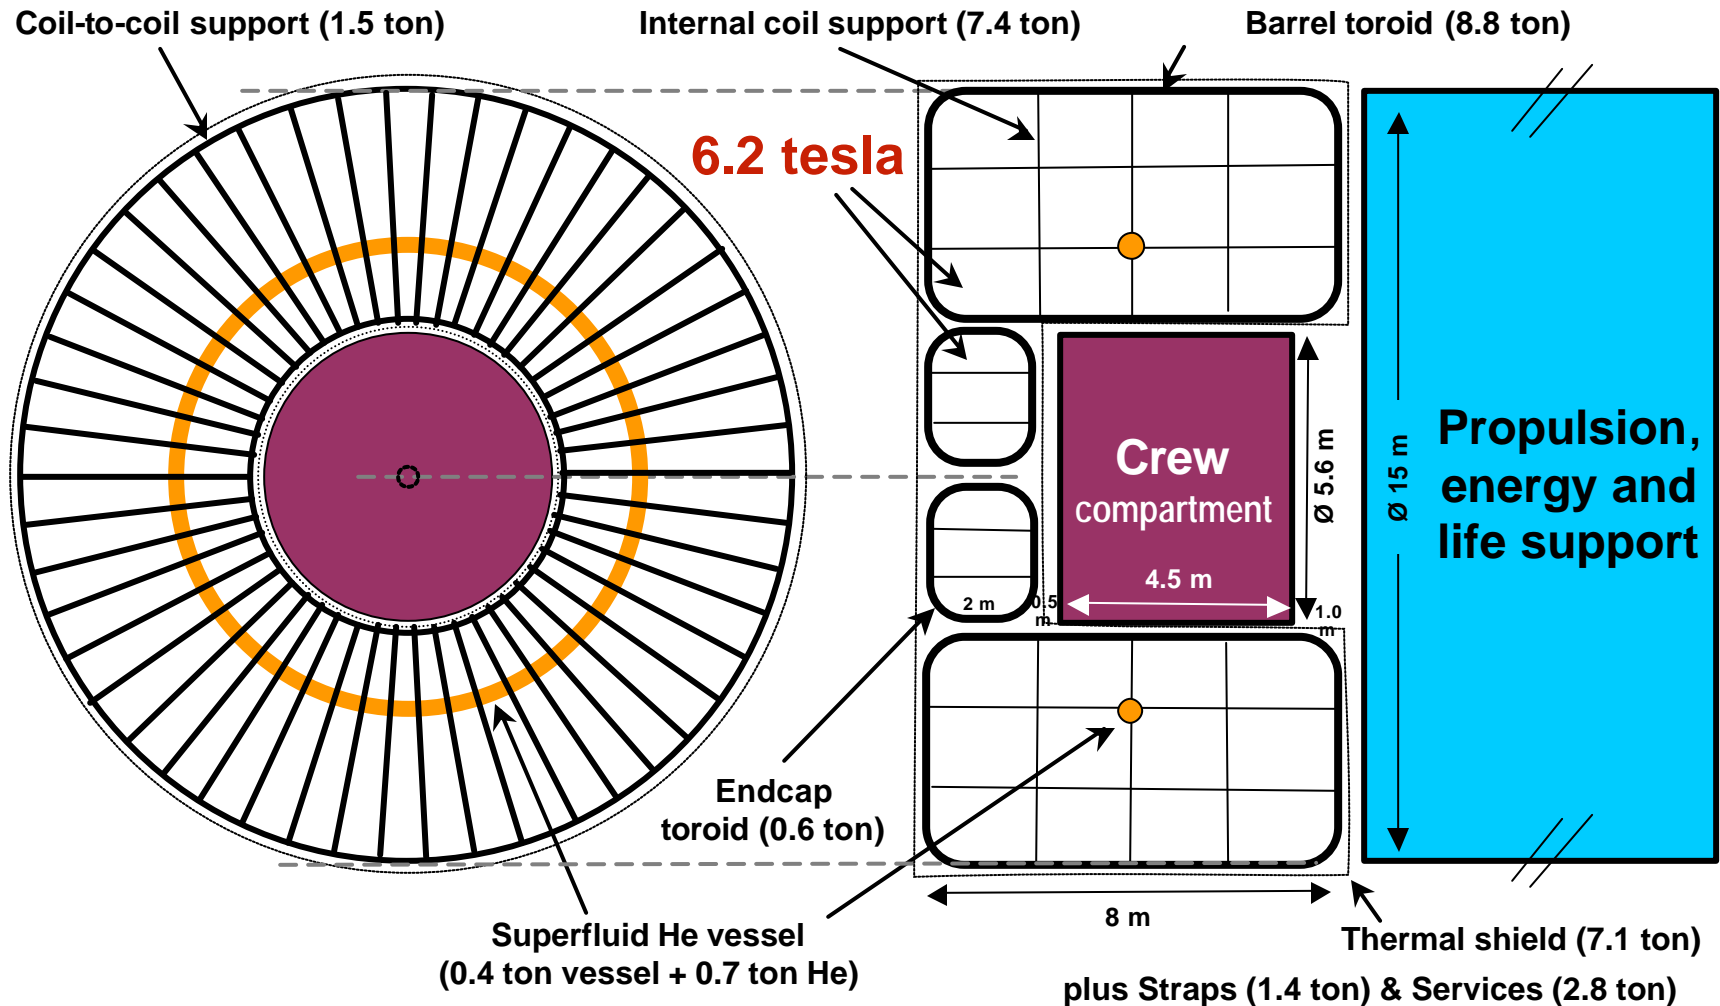 Coil-to-coil support (1.5 ton)
Internal coil support (7.4 ton)
Barrel toroid (8.8 ton)
6.2 tesla
Crew
compartment
4.5 m
Ø 5.6 m
Ø 15 m
Propulsion,
energy and
life support
2 m
0.5
m
1.0
m
Endcap
toroid (0.6 ton)
8 m
Superfluid He vessel
(0.4 ton vessel + 0.7 ton He)
Thermal shield (7.1 ton)
plus Straps (1.4 ton) & Services (2.8 ton)